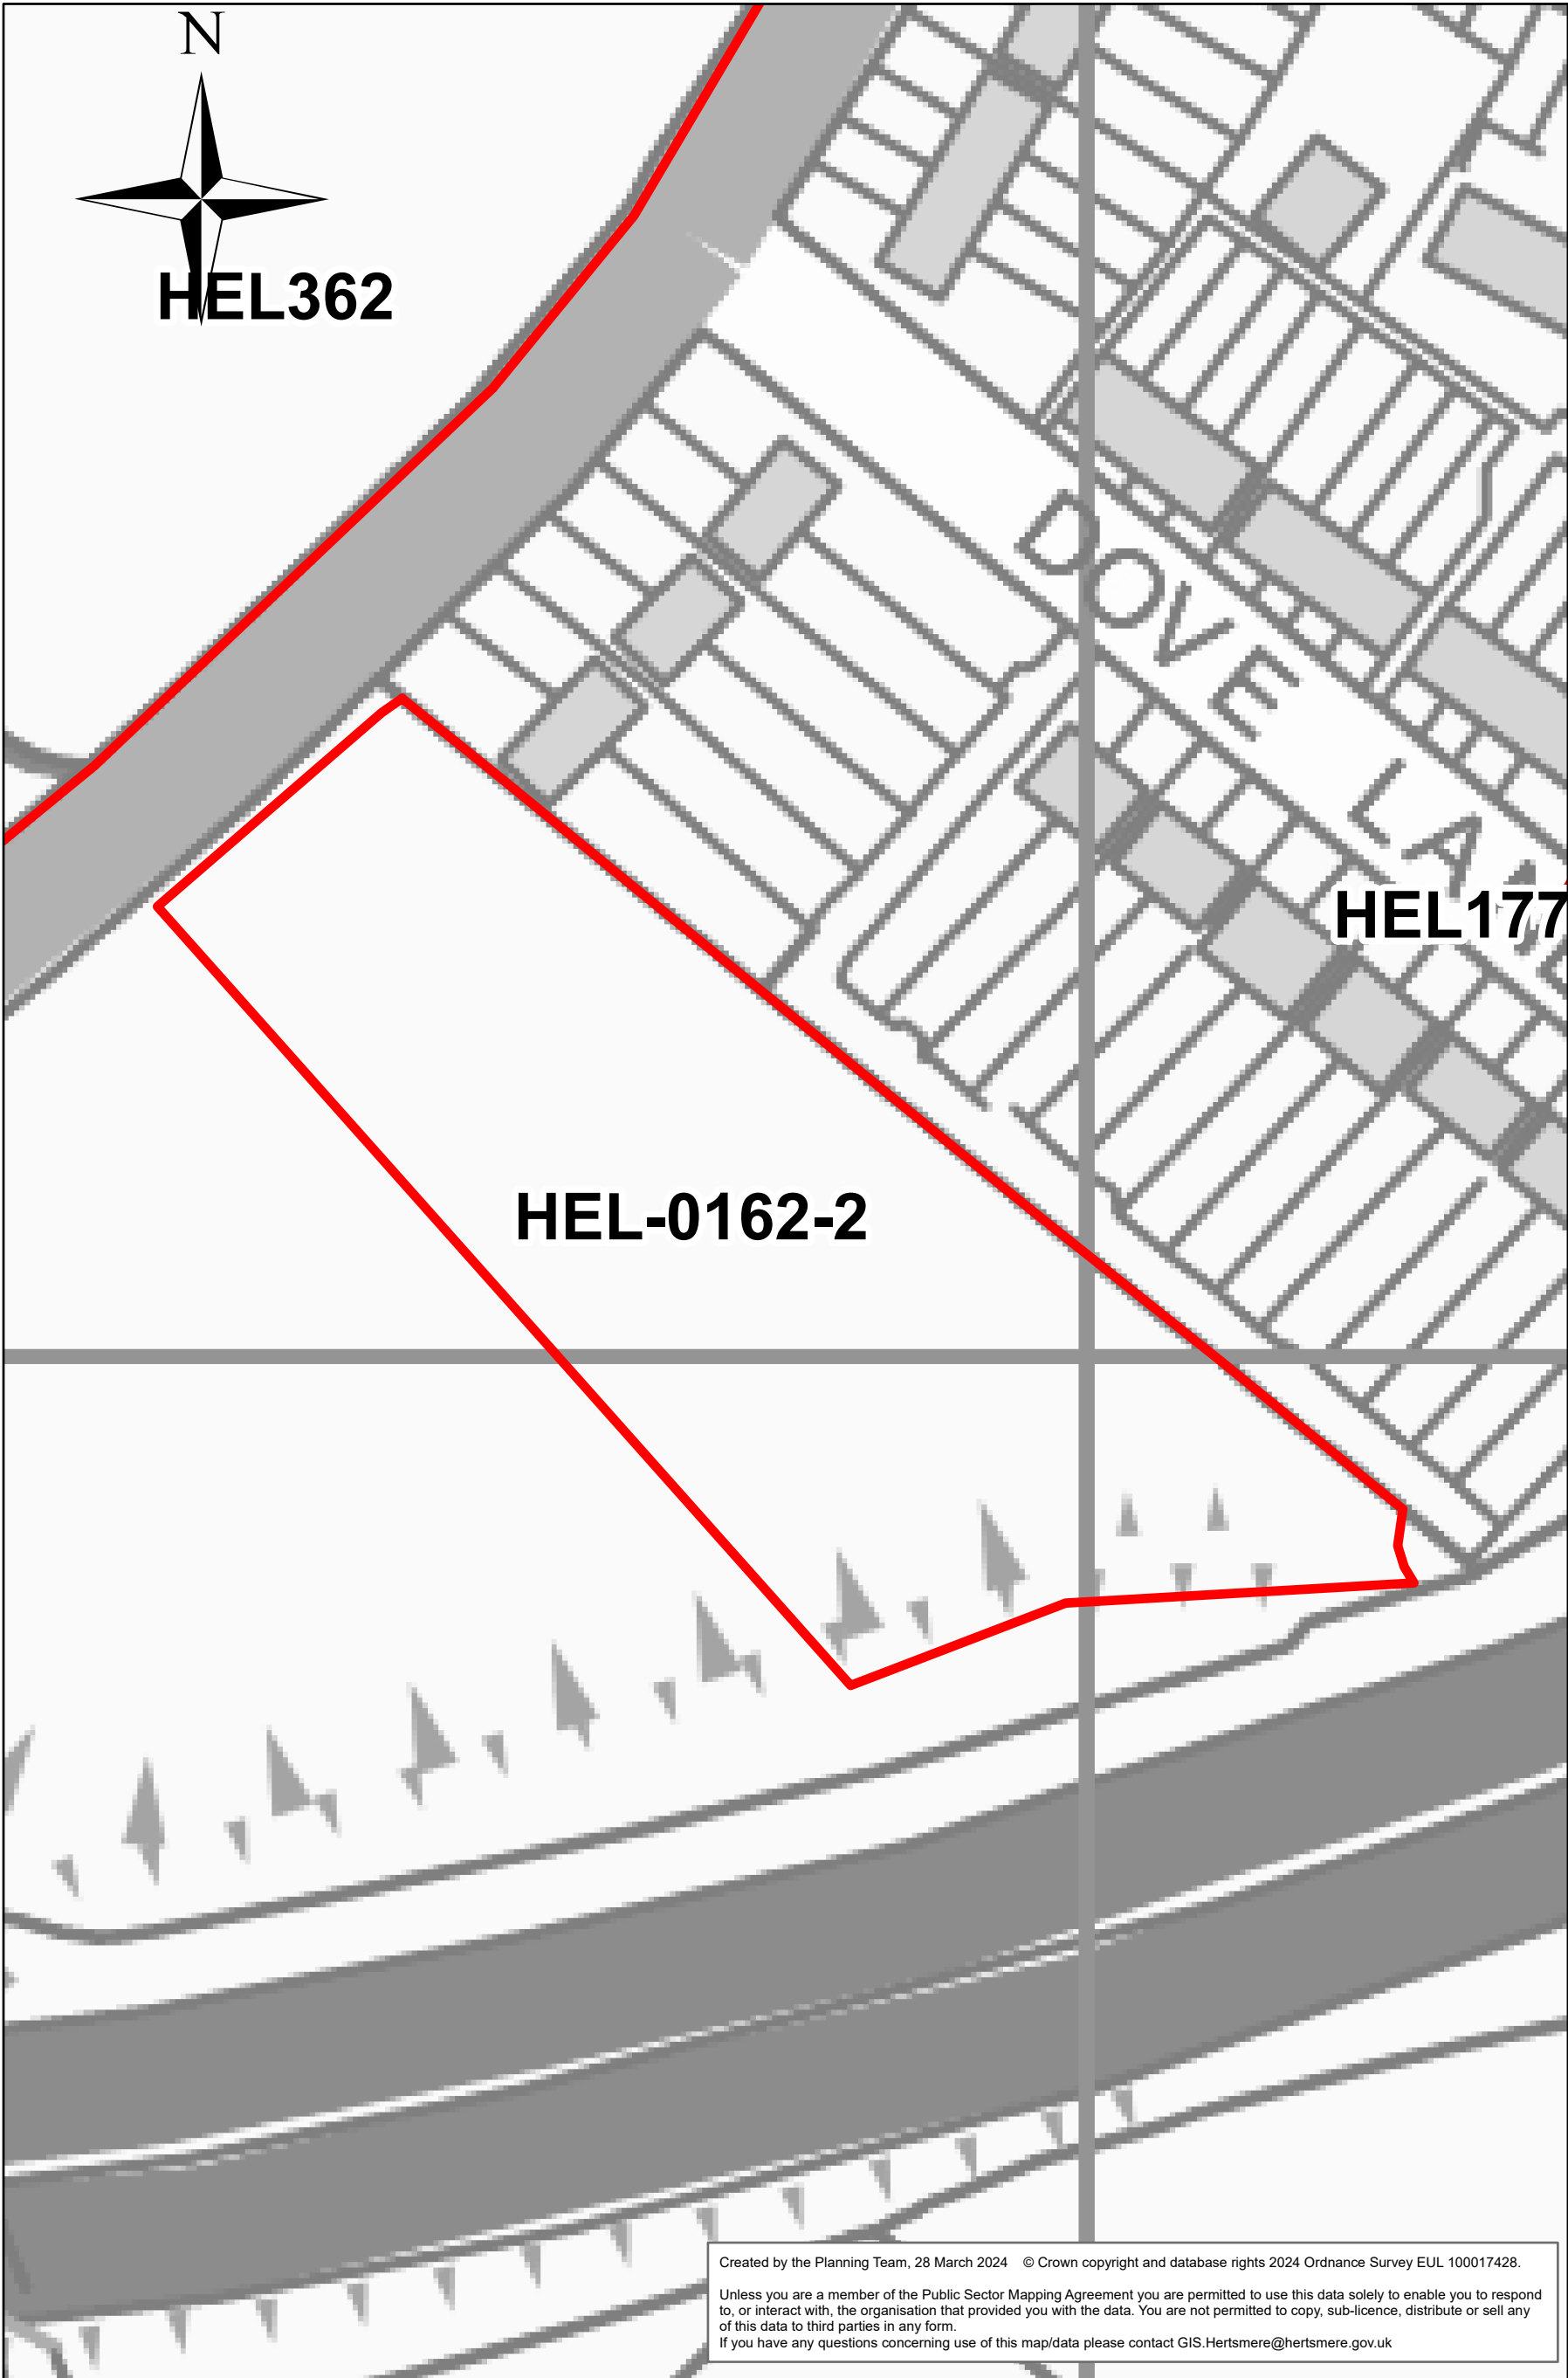 N
HEL362
DOVE LANE
HEL177
HEL-0162-2
Created by the Planning Team, 28 March 2024 © Crown copyright and database rights 2024 Ordnance Survey EUL 100017428.
Unless you are a member of the Public Sector Mapping Agreement you are permitted to use this data solely to enable you to respond
to, or interact with, the organisation that provided you with the data. You are not permitted to copy, sub-licence, distribute or sell any
of this data to third parties in any form.
If you have any questions concerning use of this map/data please contact GIS.Hertsmere@hertsmere.gov.uk